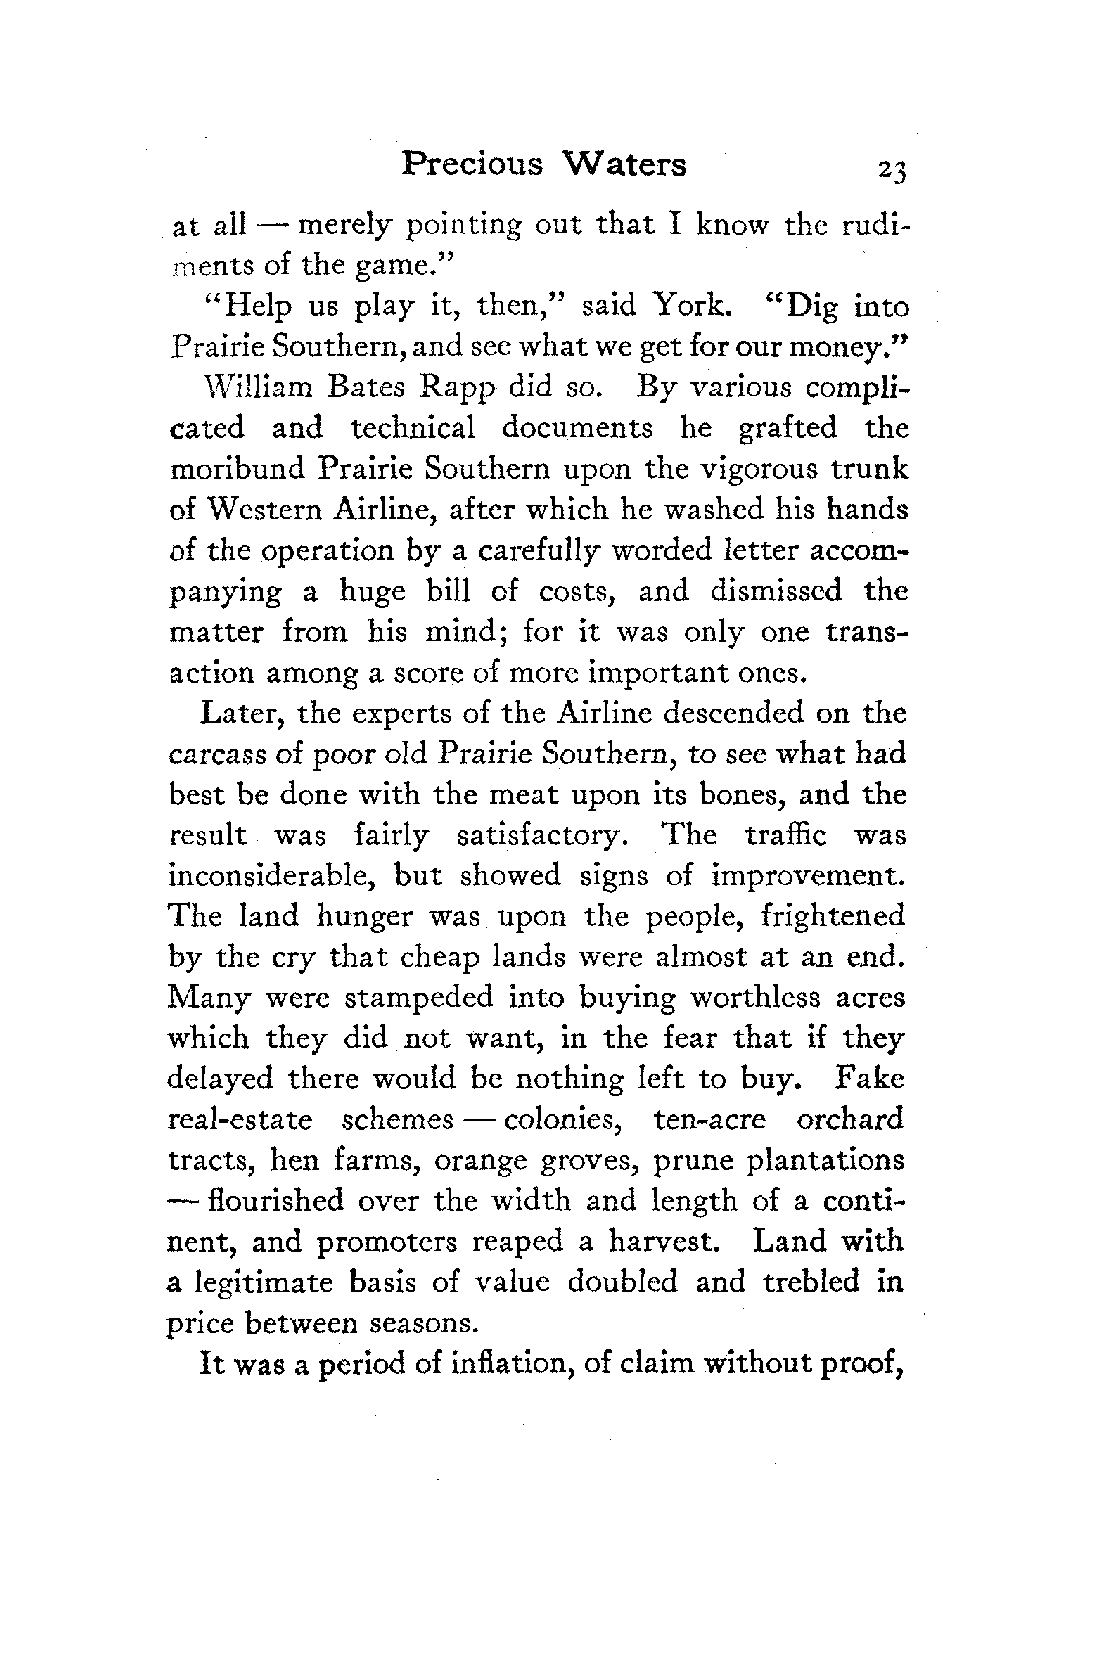 Precious Waters 23
at all — merely pointing out that I know the rudi-
ments of the game."
"Help us play it, then," said York. "Dig into
Prairie Southern, and see what we get for our money."
William Bates Rapp did so. By various compli-
cated and technical documents he grafted the
moribund Prairie Southern upon the vigorous trunk
of Western Airline, after which he washed his hands
of the operation by a carefully worded letter accom-
panying a huge bill of costs, and dismissed the
matter from his mind; for it was only one trans-
action among a score of more important ones.
Later, the experts of the Airline descended on the
carcass of poor old Prairie Southern, to see what had
best be done with the meat upon its bones, and the
result was fairly satisfactory. The traffic was
inconsiderable, but showed signs of improvement.
The land hunger was upon the people, frightened
by the cry that cheap lands were almost at an end.
Many were stampeded into buying worthless acres
which they did not want, in the fear that if they
delayed there would be nothing left to buy. Fake
real-estate schemes — colonies, ten-acre orchard
tracts, hen farms, orange groves, prune plantations
— flourished over the width and length of a conti-
nent, and promoters reaped a harvest. Land with
a legitimate basis of value doubled and trebled in
price between seasons.
It was a period of inflation, of claim without proof,